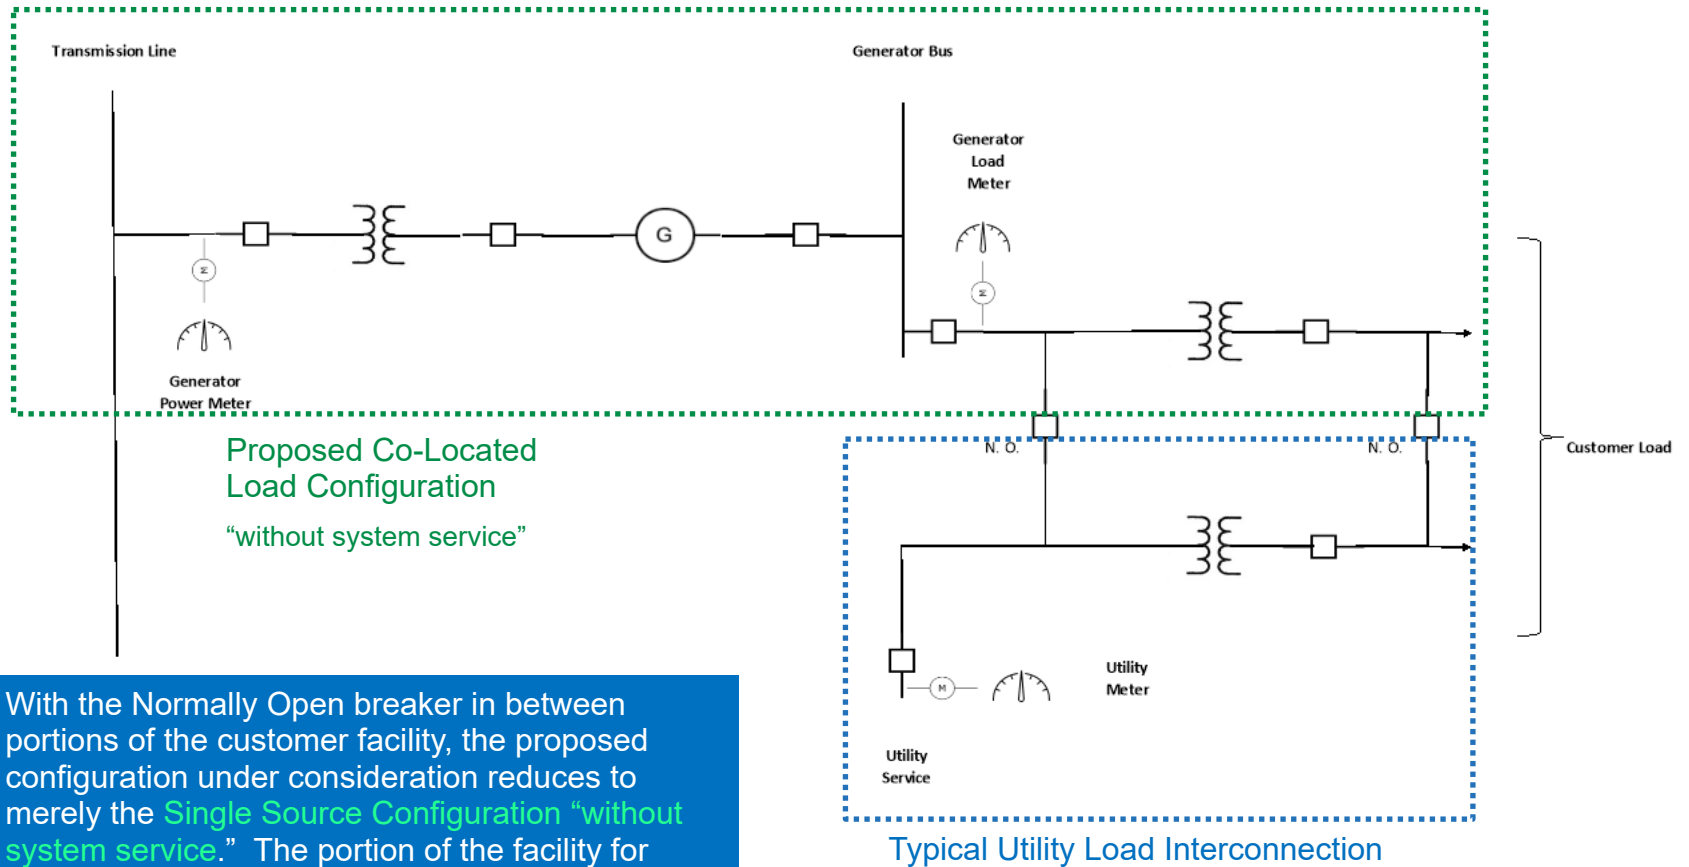 Transmission Line
Generator Bus
Generator
Load
Meter
M
G
M
Generator
Power Meter
Proposed Co-Located
Load Configuration
“without system service”
N. O.
N. O.
Customer Load
M
Utility
Meter
Utility
Service
With the Normally Open breaker in between
portions of the customer facility, the proposed
configuration under consideration reduces to
merely the Single Source Configuration “without
system service.” The portion of the facility for
Typical Utility Load Interconnection